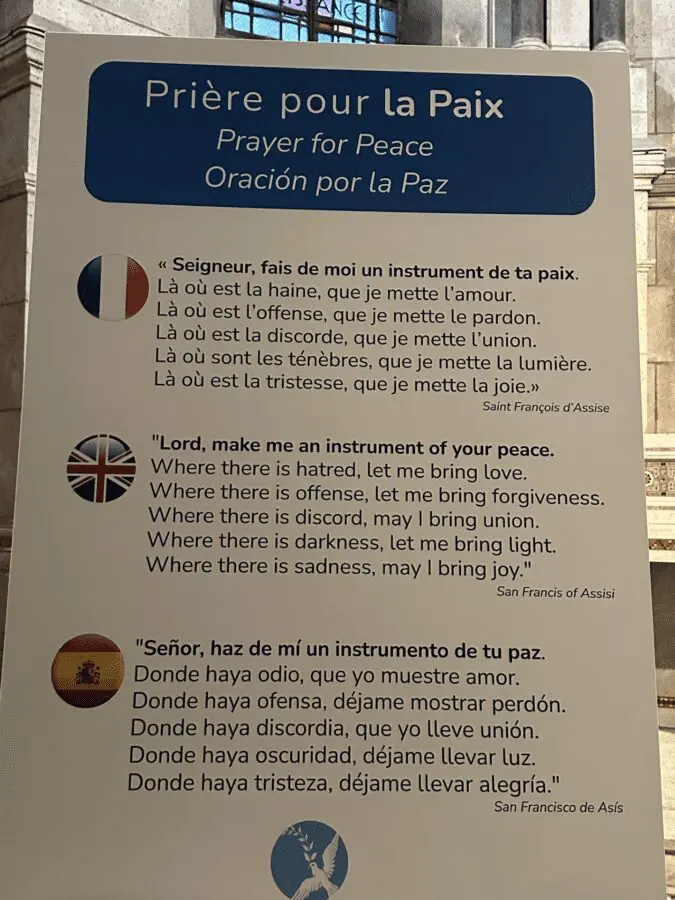 Prière pour la Paix
Prayer for Peace
Oración por la Paz
« Seigneur, fais de moi un instrument de ta paix.
Là où est la haine, que je mette l’amour.
Là où est l’offense, que je mette le pardon.
Là où est la discorde, que je mette l’union.
Là où sont les ténèbres, que je mette la lumière.
Là où est la tristesse, que je mette la joie.»
Saint François d’Assise
"Lord, make me an instrument of your peace.
Where there is hatred, let me bring love.
Where there is offense, let me bring forgiveness.
Where there is discord, may I bring union.
Where there is darkness, let me bring light.
Where there is sadness, may I bring joy."
San Francis of Assisi
"Señor, haz de mí un instrumento de tu paz.
Donde haya odio, que yo muestre amor.
Donde haya ofensa, déjame mostrar perdón.
Donde haya discordia, que yo lleve unión.
Donde haya oscuridad, déjame llevar luz.
Donde haya tristeza, déjame llevar alegría."
San Francisco de Asís